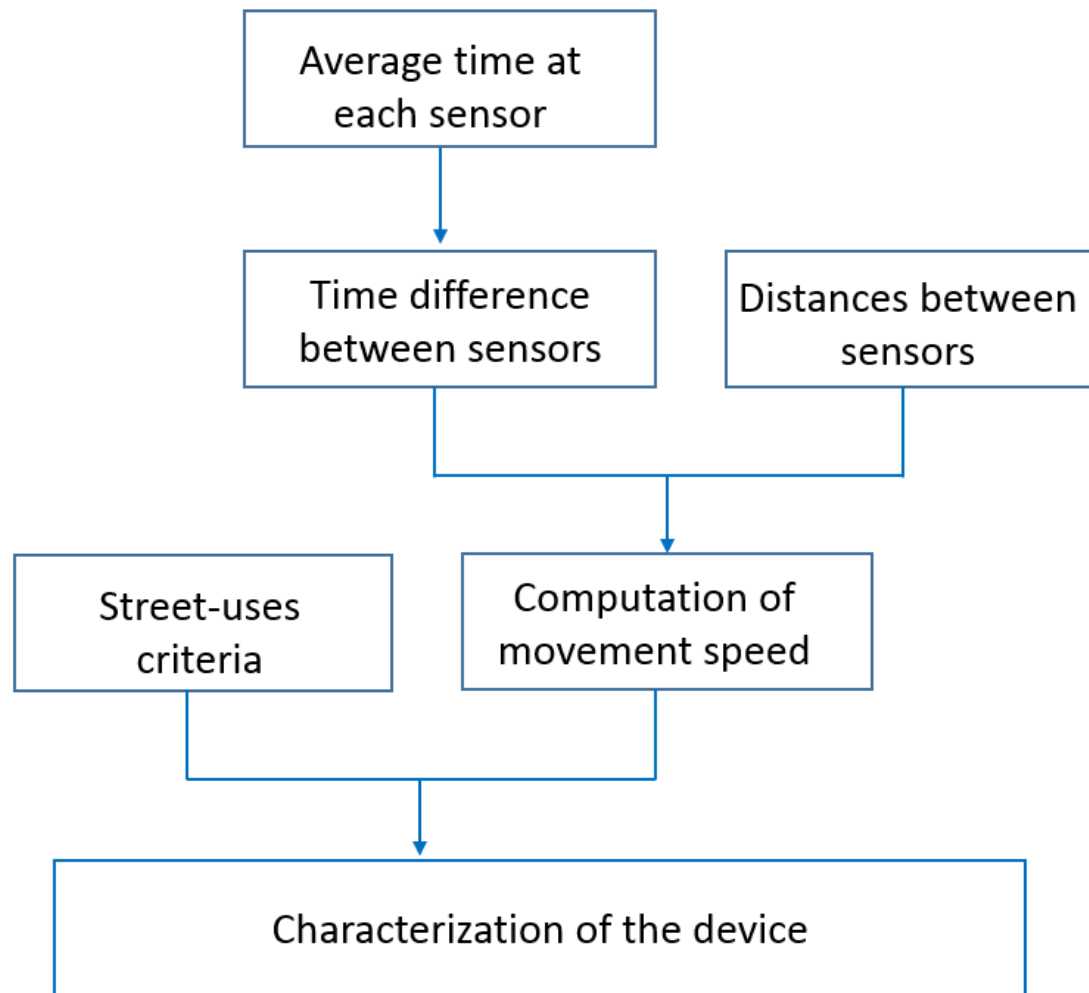 Average time at
each sensor
Time difference
between sensors
Distances between
sensors
Street-uses
criteria
Computation of
movement speed
Characterization of the device